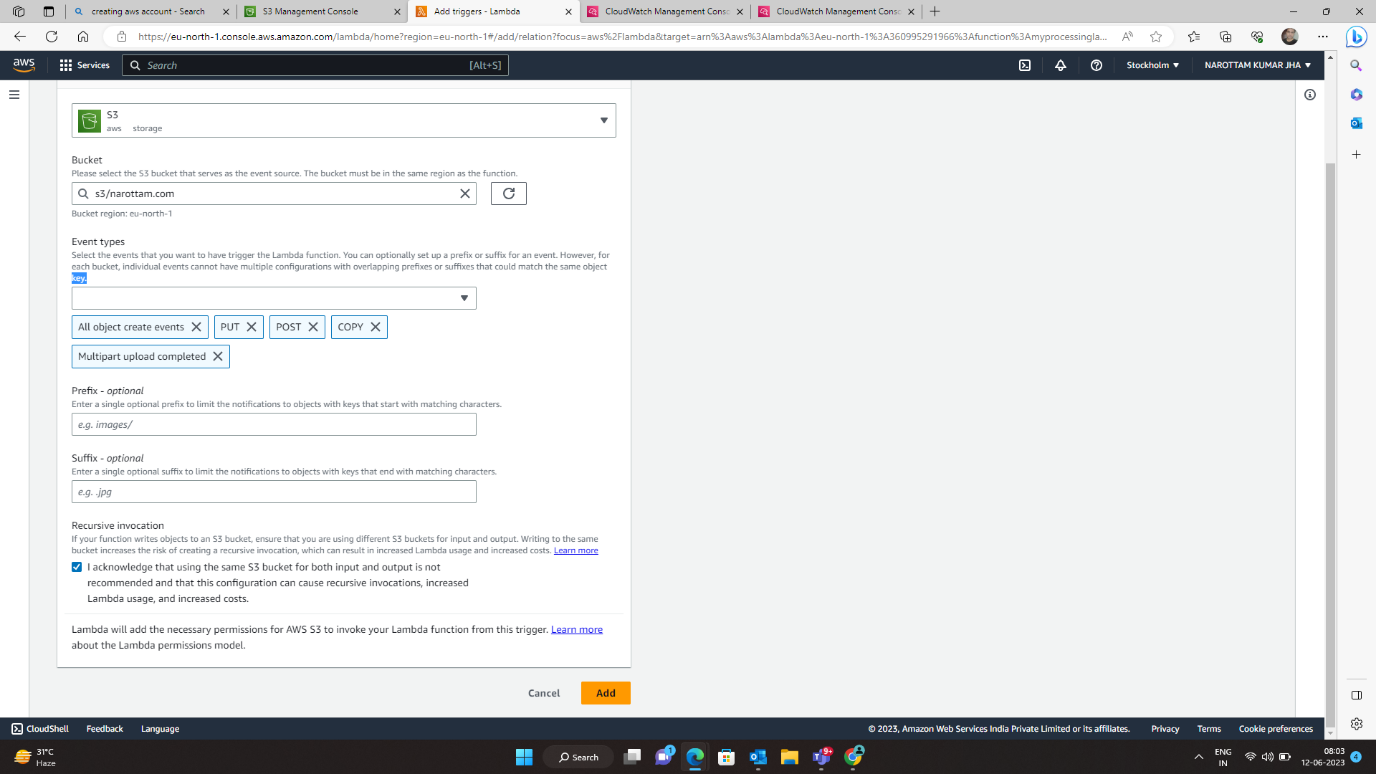 creating aws account - Search
S3 Management Console
Add triggers - Lambda
CloudWatch Management Conso
CloudWatch Management Conso
https://eu-north-1.console.aws.amazon.com/lambda/home?region=eu-north-1#/add/relation?focus=aws%2Flambda&target=arn%3Aaws%3Alambda%3Aeu-north-1%3A360995291966%3Afunction%3Amyprocessingla...
aws
Services
Search
[Alt+S]
Stockholm
NAROTTAM KUMAR JHA
S3
aws storage
Bucket
Please select the S3 bucket that serves as the event source. The bucket must be in the same region as the function.
s3/narottam.com
Bucket region: eu-north-1
Event types
Select the events that you want to have trigger the Lambda function. You can optionally set up a prefix or suffix for an event. However, for
each bucket, individual events cannot have multiple configurations with overlapping prefixes or suffixes that could match the same object
key.
All object create events
PUT
POST
COPY
Multipart upload completed
Prefix - optional
Enter a single optional prefix to limit the notifications to objects with keys that start with matching characters.
e.g. images/
Suffix - optional
Enter a single optional suffix to limit the notifications to objects with keys that end with matching characters.
e.g. .jpg
Recursive invocation
If your function writes objects to an S3 bucket, ensure that you are using different S3 buckets for input and output. Writing to the same
bucket increases the risk of creating a recursive invocation, which can result in increased Lambda usage and increased costs. Learn more
I acknowledge that using the same S3 bucket for both input and output is not
recommended and that this configuration can cause recursive invocations, increased
Lambda usage, and increased costs.
Lambda will add the necessary permissions for AWS S3 to invoke your Lambda function from this trigger. Learn more
about the Lambda permissions model.
Cancel
Add
CloudShell
Feedback
Language
© 2023, Amazon Web Services India Private Limited or its affiliates.
Privacy
Terms
Cookie preferences
31°C
Haze
Search
1
9+
ENG
IN
08:03
12-06-2023
4